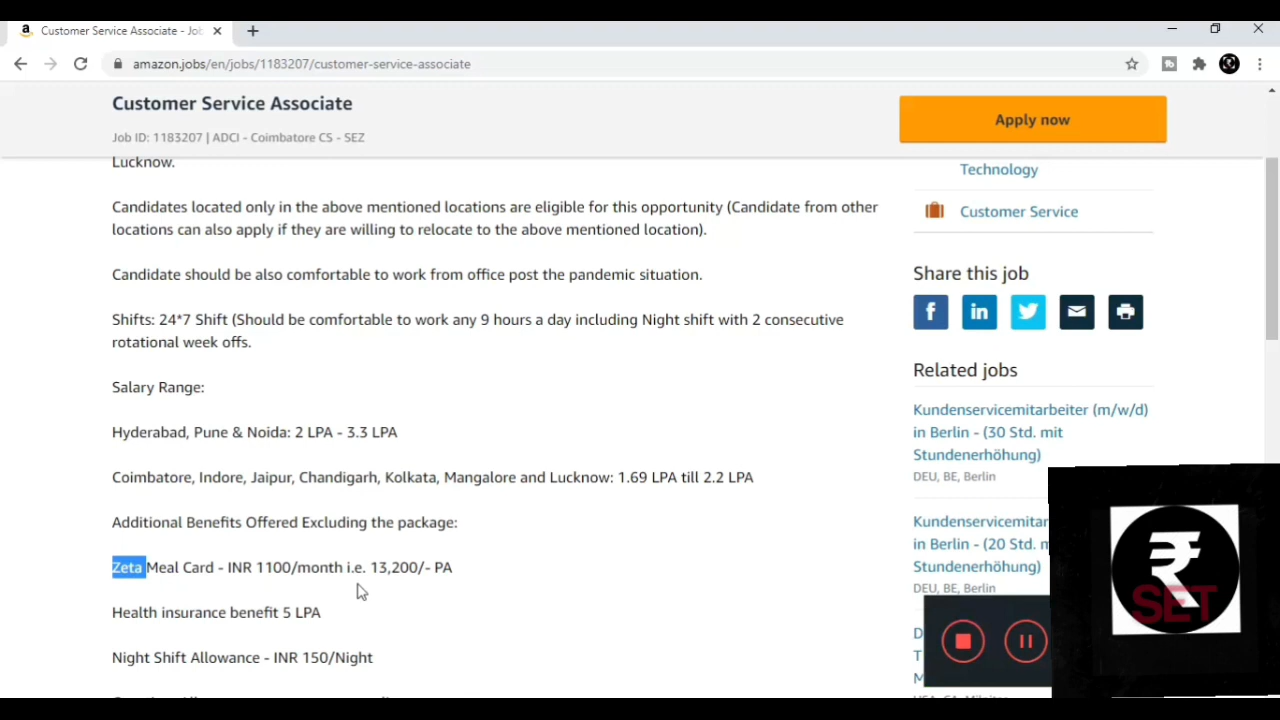 Customer Service Associate - Jo
amazon.jobs/en/jobs/1183207/customer-service-associate
Customer Service Associate
Job ID: 1183207 | ADCI - Coimbatore CS - SEZ
Apply now
Lucknow.
Candidates located only in the above mentioned locations are eligible for this opportunity (Candidate from other
locations can also apply if they are willing to relocate to the above mentioned location).
Candidate should be also comfortable to work from office post the pandemic situation.
Shifts: 24*7 Shift (Should be comfortable to work any 9 hours a day including Night shift with 2 consecutive
rotational week offs.
Salary Range:
Hyderabad, Pune & Noida: 2 LPA - 3.3 LPA
Coimbatore, Indore, Jaipur, Chandigarh, Kolkata, Mangalore and Lucknow: 1.69 LPA till 2.2 LPA
Additional Benefits Offered Excluding the package:
Zeta Meal Card - INR 1100/month i.e. 13,200/- PA
Health insurance benefit 5 LPA
Night Shift Allowance - INR 150/Night
Technology
Customer Service
Share this job
Related jobs
Kundenservicemitarbeiter (m/w/d)
in Berlin - (30 Std. mit
Stundenerhöhung)
DEU, BE, Berlin
Kundenservicemitar
in Berlin - (20 Std. m
Stundenerhöhung)
DEU, BE, Berlin
D
T
M
₹
SET